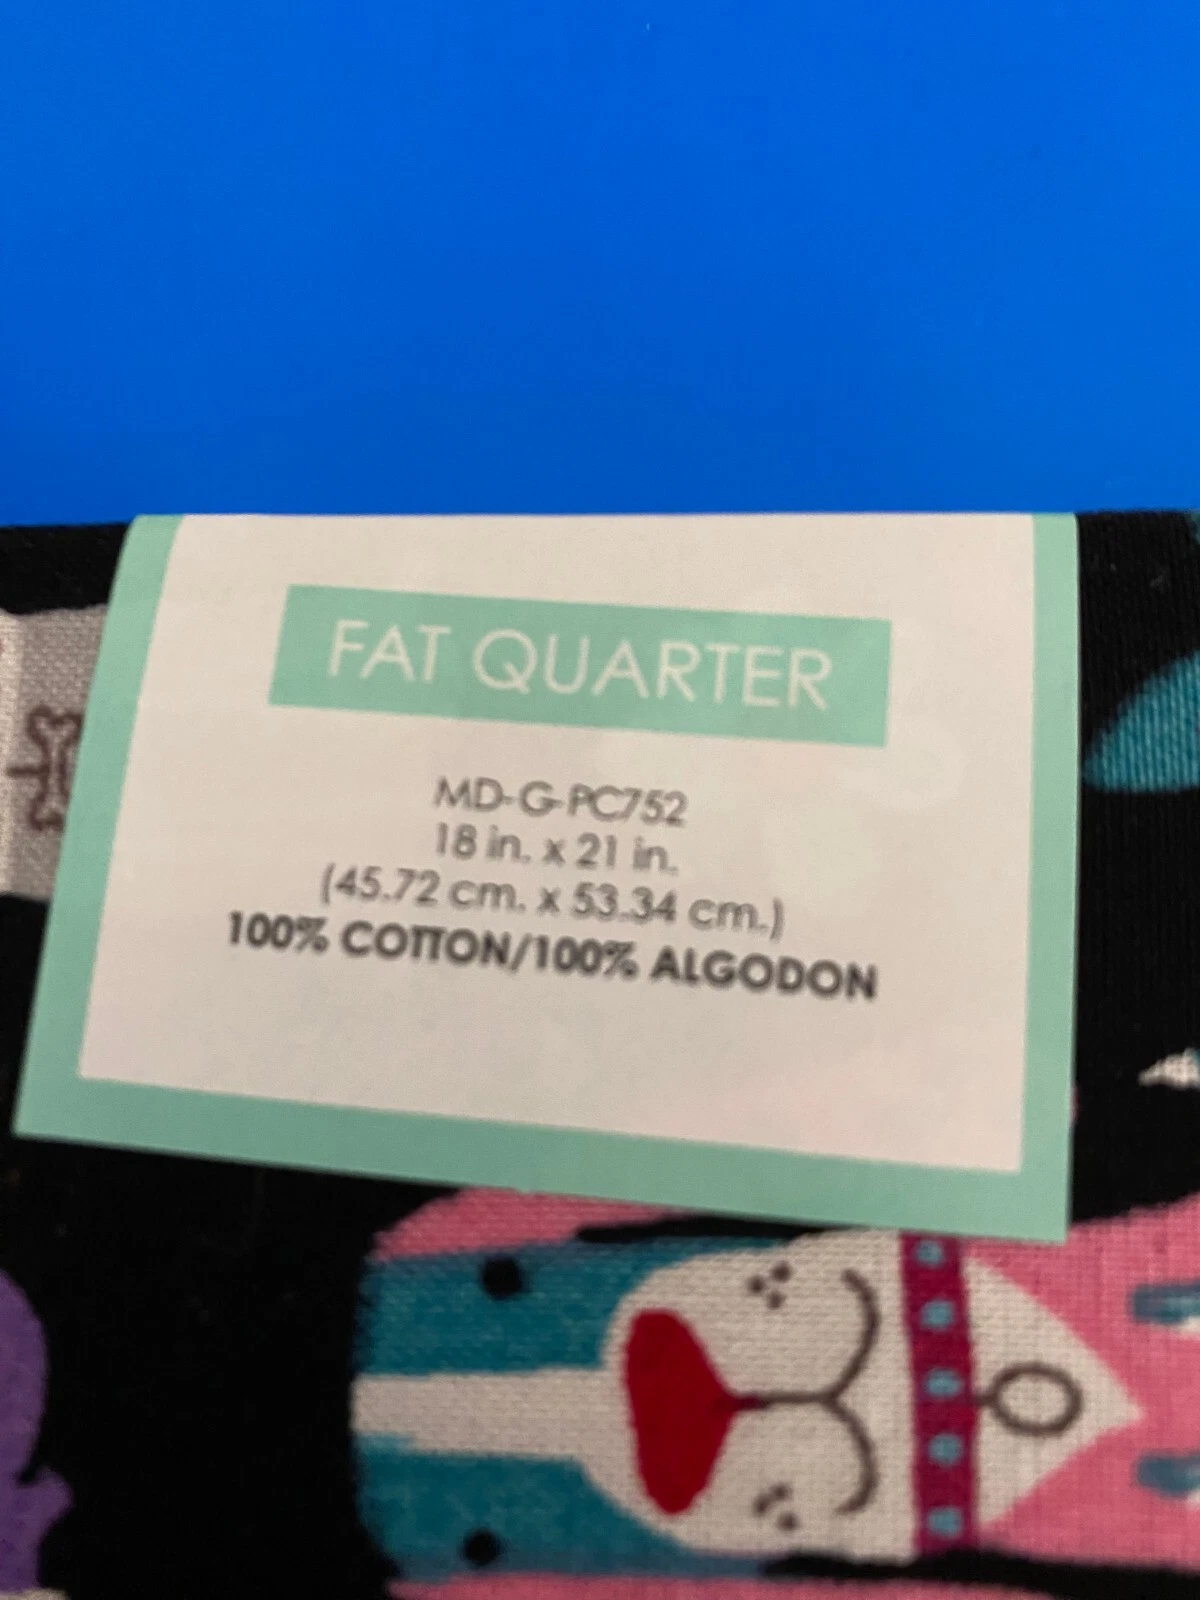 FAT QUARTER
MD-G-PC752
18 in. x 21 in.
(45.72 cm. x 53.34 cm.)
100% COTTON/100% ALGODON